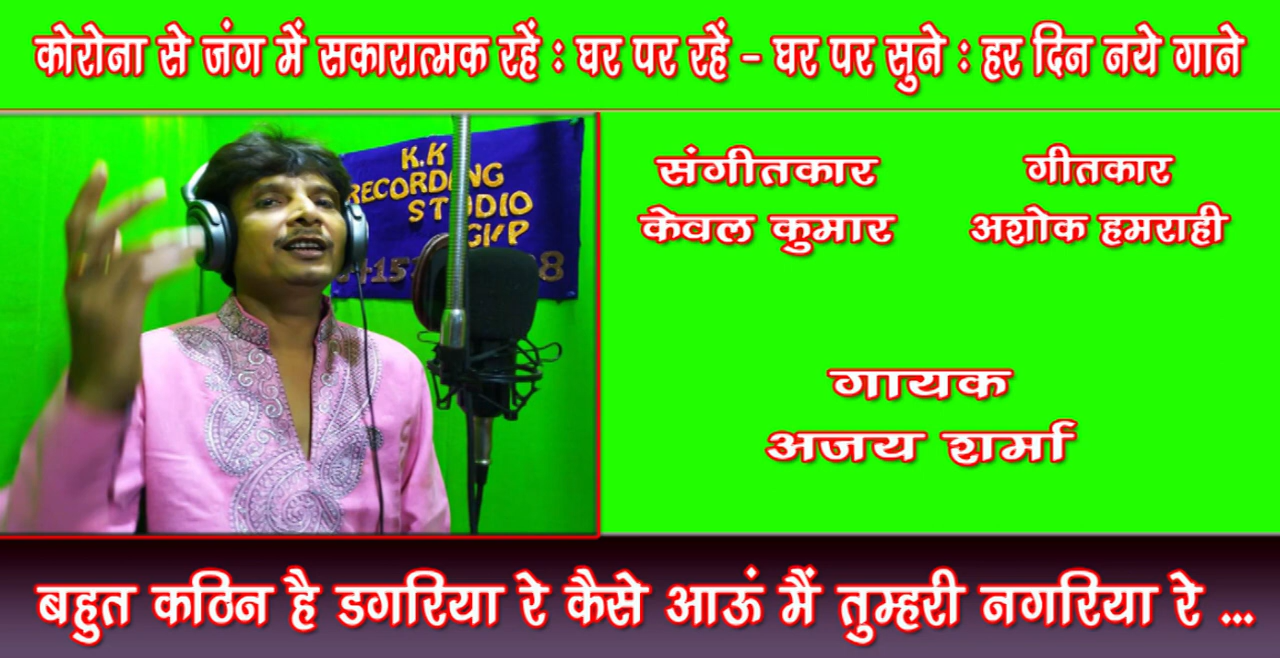 कोरोना से जंग में सकारात्मक रहें : घर पर रहें - घर पर सुने : हर दिन नये गाने
K.K
RECORDING
STUDIO
GKP
संगीतकार
केवल कुमार
गीतकार
अशोक हमराही
गायक
अजय शर्मा
बहुत कठिन है डगरिया रे कैसे आऊं मैं तुम्हरी नगरिया रे ...